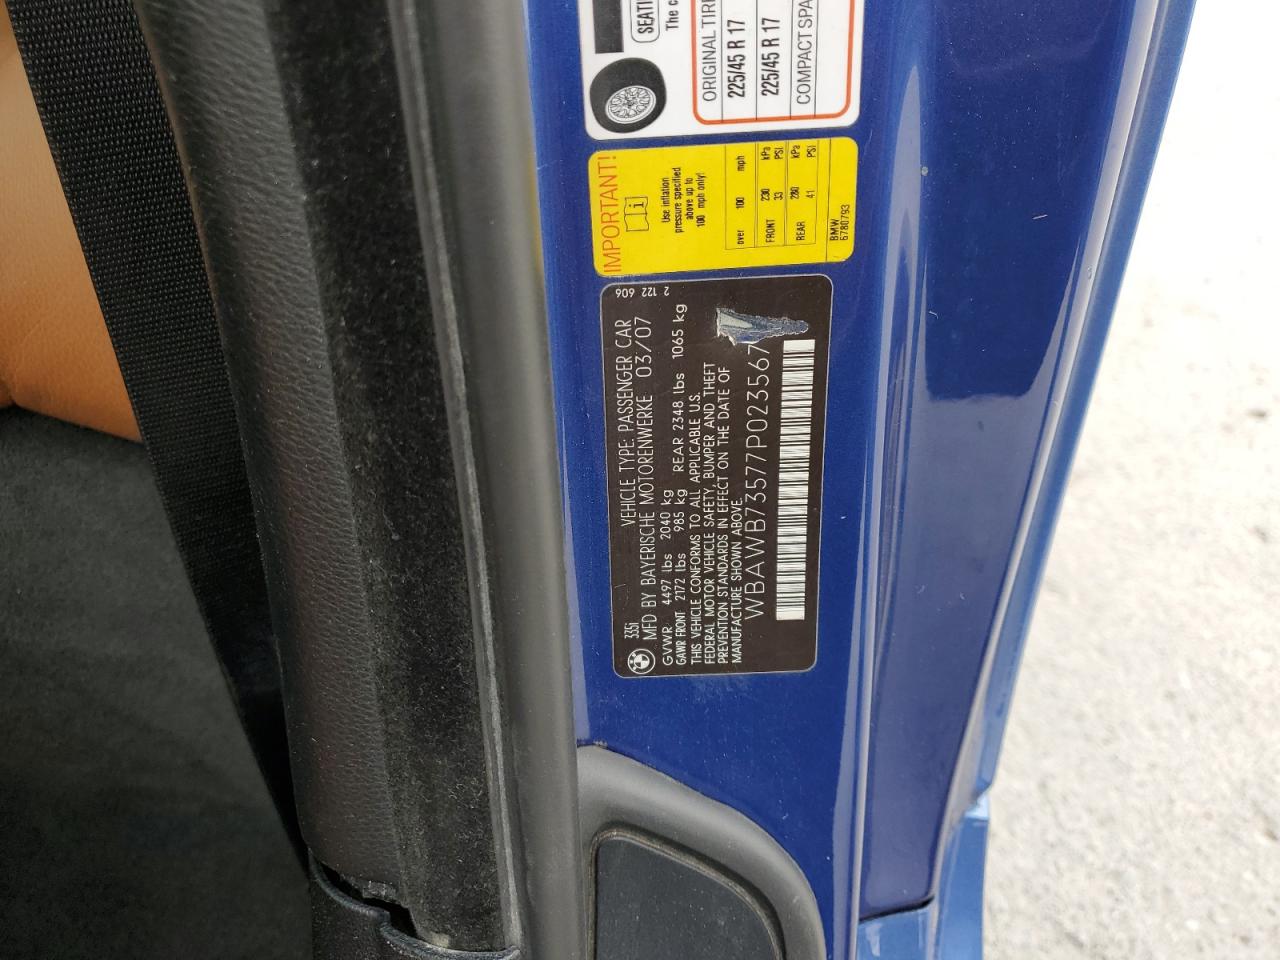 SEATI
The c
ORIGINAL TIRE
225/45 R 17
225/45 R 17
COMPACT SPA
IMPORTANT!
i
Use inflation
pressure specified
above up to
100 mph only!
over 100 mph
FRONT 230 kPa
33 PSI
REAR 280 kPa
41 PSI
BMW
6780793
335i VEHICLE TYPE: PASSENGER CAR 606
MFD BY BAYERISCHE MOTORENWERKE 03/07
GVWR 4497 lbs 2040 kg 2 122
GAWR FRONT 2172 lbs 985 kg REAR 2348 lbs 1065 kg
THIS VEHICLE CONFORMS TO ALL APPLICABLE U.S.
FEDERAL MOTOR VEHICLE SAFETY, BUMPER AND THEFT
PREVENTION STANDARDS IN EFFECT ON THE DATE OF
MANUFACTURE SHOWN ABOVE.
WBAWB73577P023567